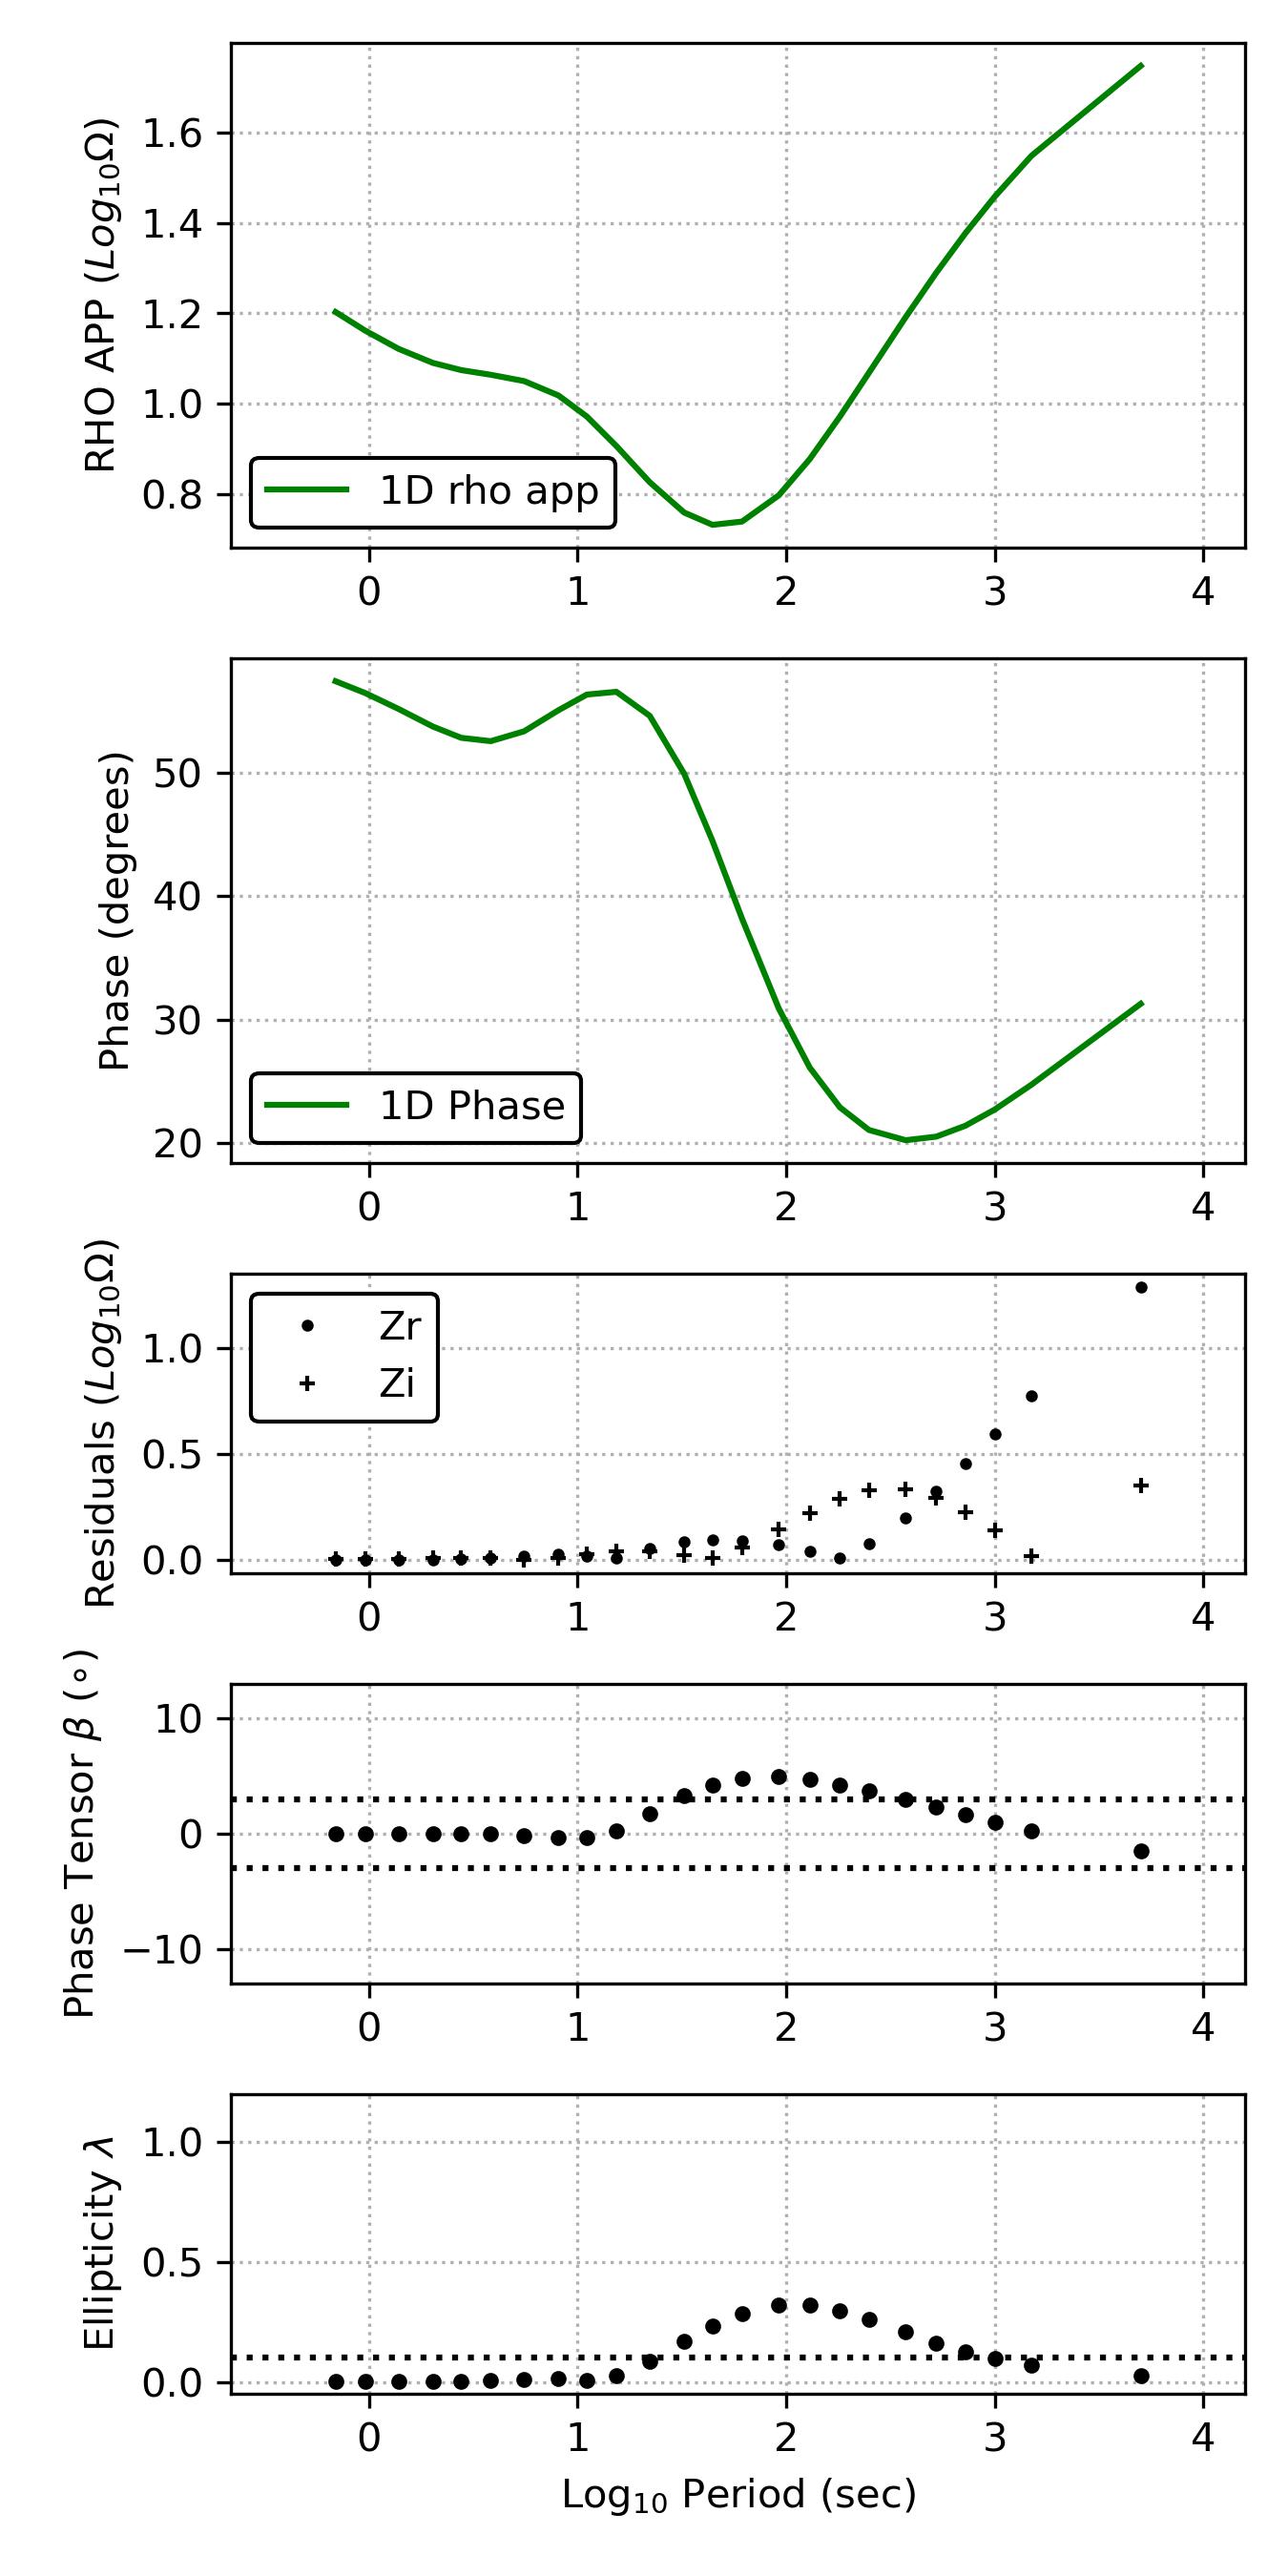 RHO APP (Log₁₀Ω)
1.6
1.4
1.2
1.0
0.8
1D rho app
0 1 2 3 4
Phase (degrees)
50
40
30
20
1D Phase
0 1 2 3 4
Residuals (Log₁₀Ω)
1.0
0.5
0.0
Zr
Zi
0 1 2 3 4
Phase Tensor β (∘)
10
0
−10
0 1 2 3 4
Ellipticity λ
1.0
0.5
0.0
0 1 2 3 4
Log₁₀ Period (sec)